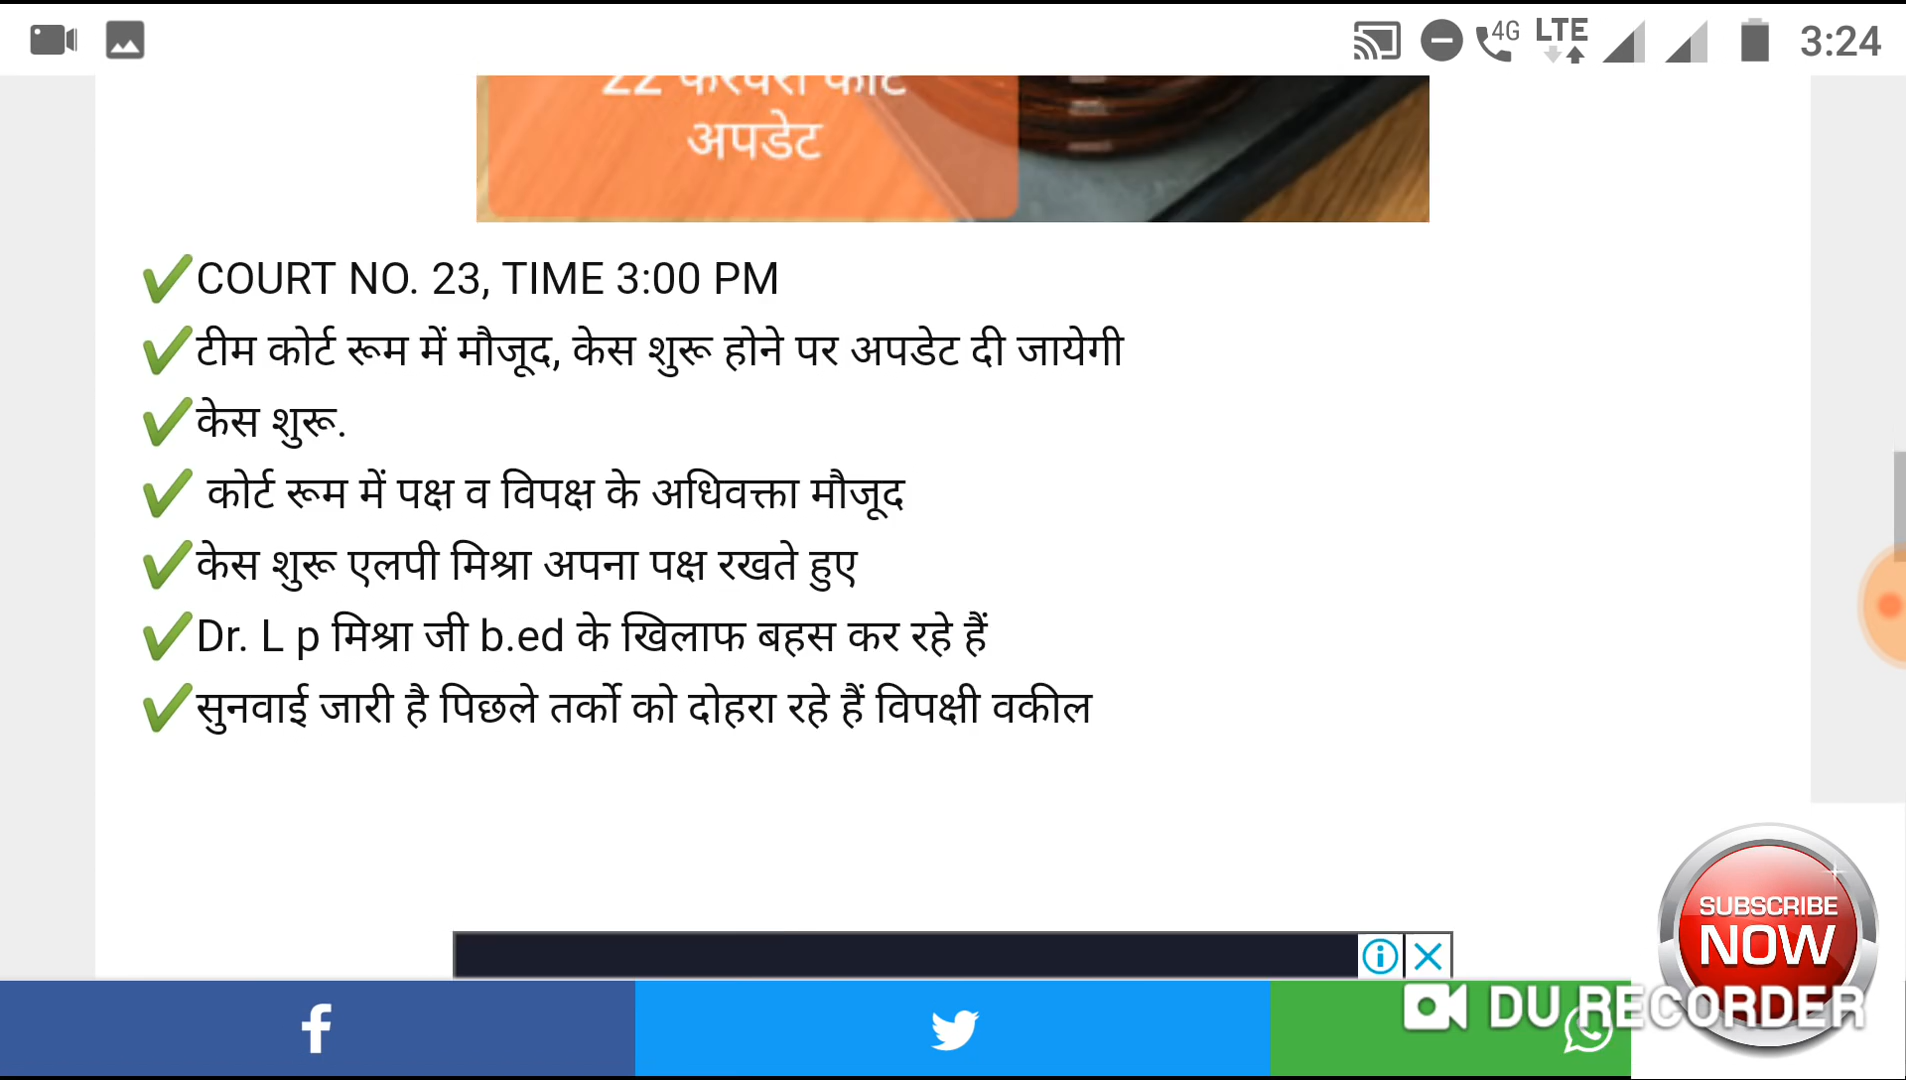 4G
LTE
3:24
22 फरवरी कोर्ट
अपडेट
✔COURT NO. 23, TIME 3:00 PM
✔टीम कोर्ट रूम में मौजूद, केस शुरू होने पर अपडेट दी जायेगी
✔केस शुरू.
✔ कोर्ट रूम में पक्ष व विपक्ष के अधिवक्ता मौजूद
✔केस शुरू एलपी मिश्रा अपना पक्ष रखते हुए
✔Dr. L p मिश्रा जी b.ed के खिलाफ बहस कर रहे हैं
✔सुनवाई जारी है पिछले तर्को को दोहरा रहे हैं विपक्षी वकील
SUBSCRIBE
NOW
DU RECORDER